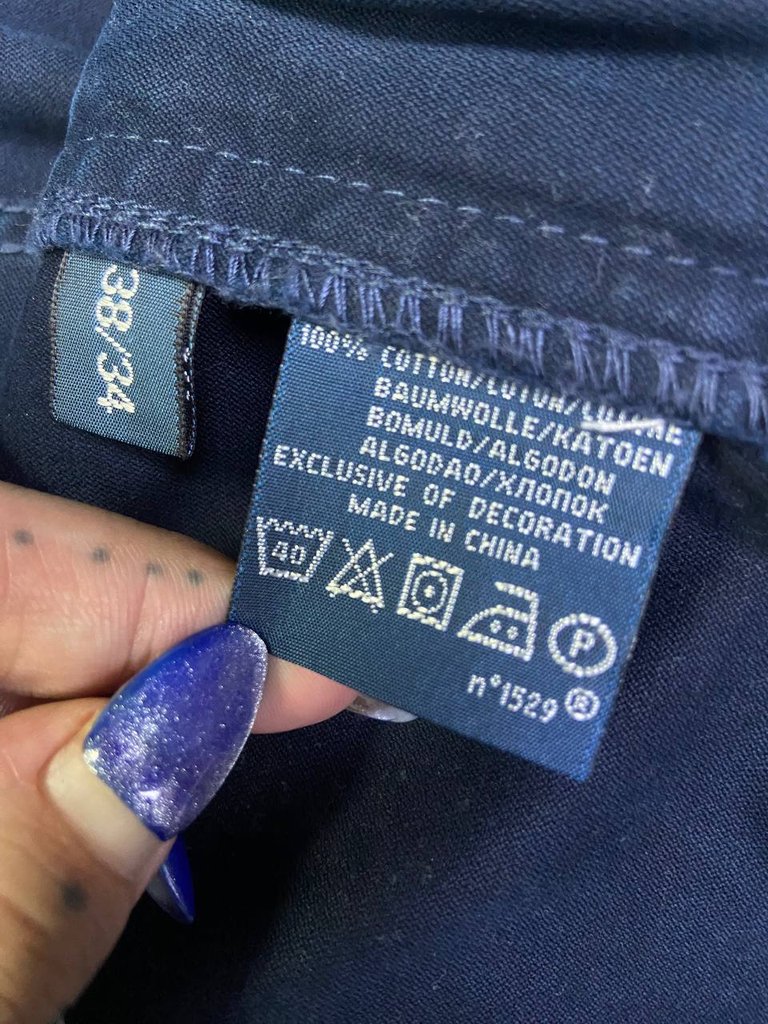 38/34
100% COTTON/COTON/COTONE
BAUMWOLLE/KATOEN
BOMULD/ALGODON
ALGODAO/ХЛОПОК
EXCLUSIVE OF DECORATION
MADE IN CHINA
40
P
n°1529 ®